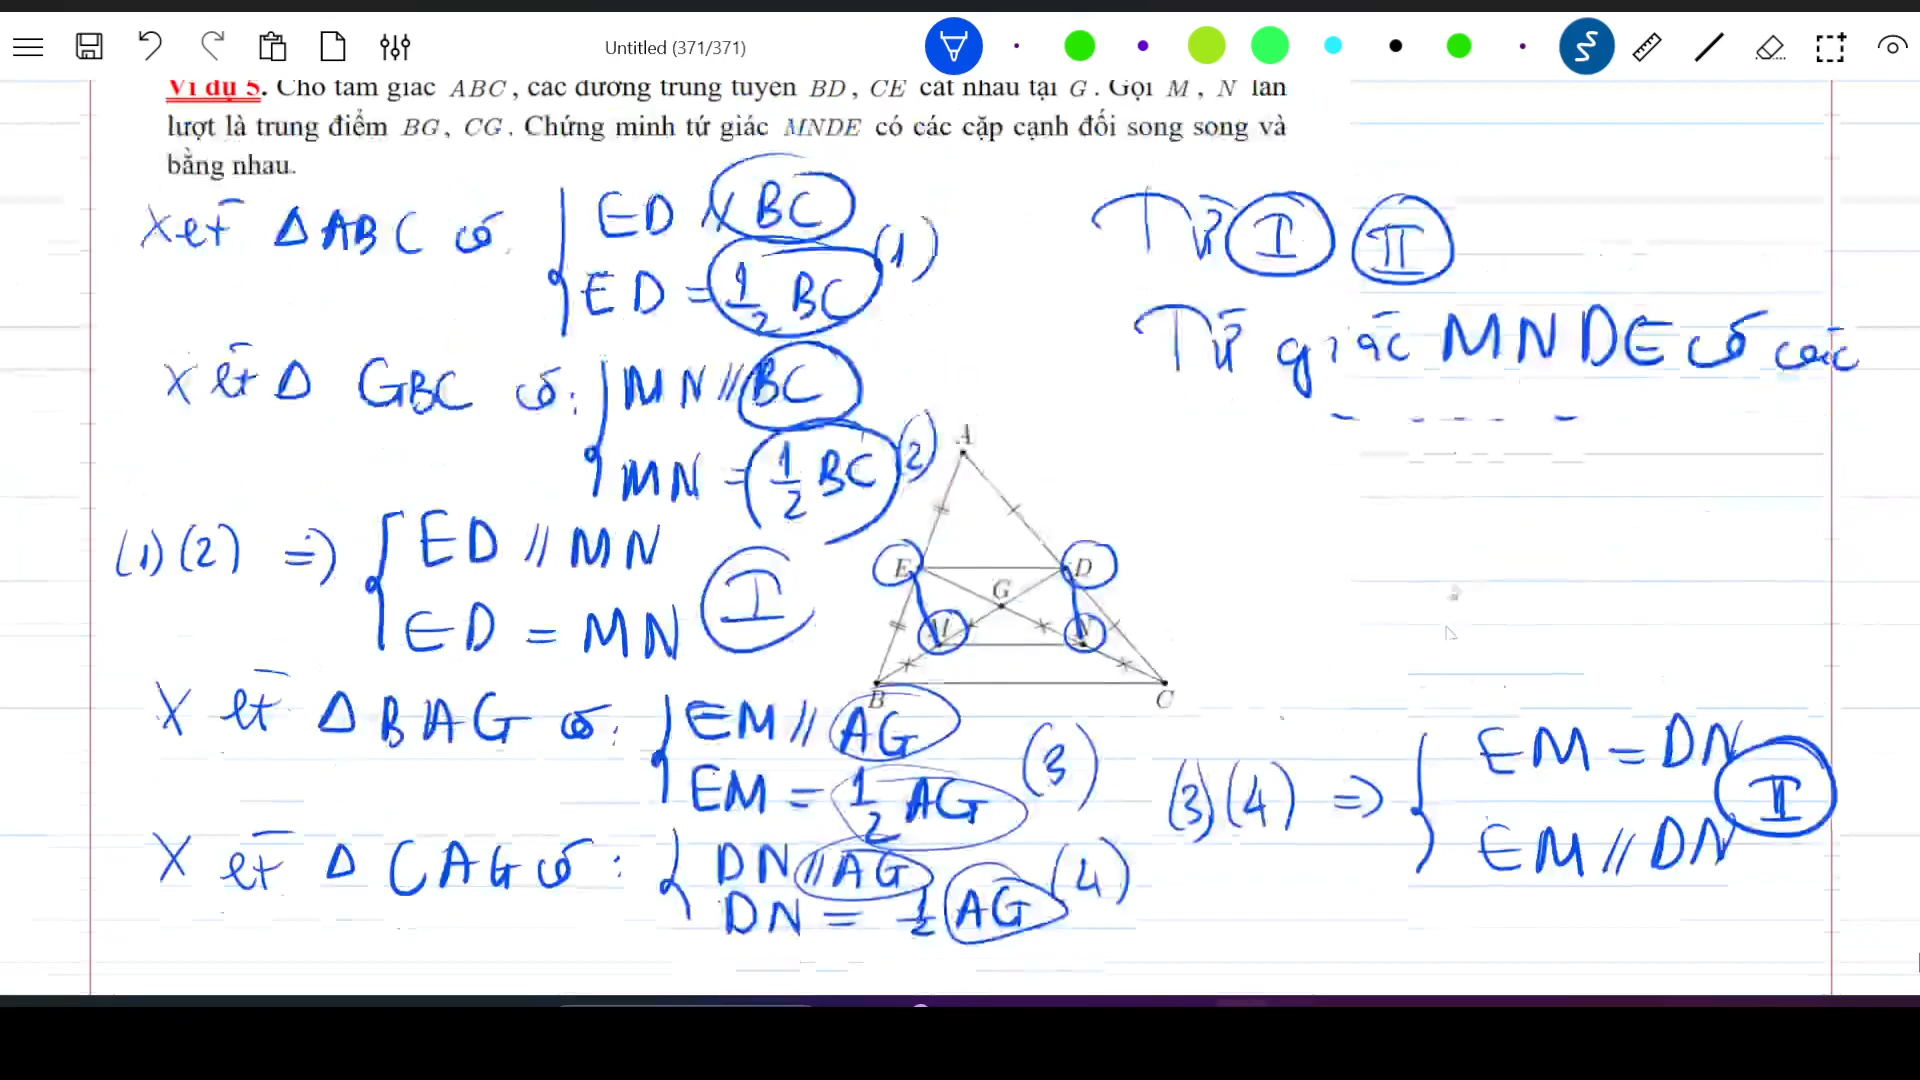 Untitled (371/371)
Ví dụ 5. Cho tam giác ABC, các đường trung tuyến BD, CE cắt nhau tại G. Gọi M, N lần
lượt là trung điểm BG, CG. Chứng minh tứ giác MNDE có các cặp cạnh đối song song và
bằng nhau.
Xét Δ ABC có
ED // BC
ED = 1/2 BC (1)
Xét Δ GBC có:
MN // BC
MN = 1/2 BC (2)
(1) (2) =>
ED // MN
ED = MN
I
Xét Δ BAG có:
EM // AG
EM = 1/2 AG (3)
Xét Δ CAG có:
DN // AG
DN = 1/2 AG (4)
A
E
D
G
M
N
B
C
Từ I II
Tứ giác MNDE có các
- - - -
(3) (4) =>
EM = DN
EM // DN
II